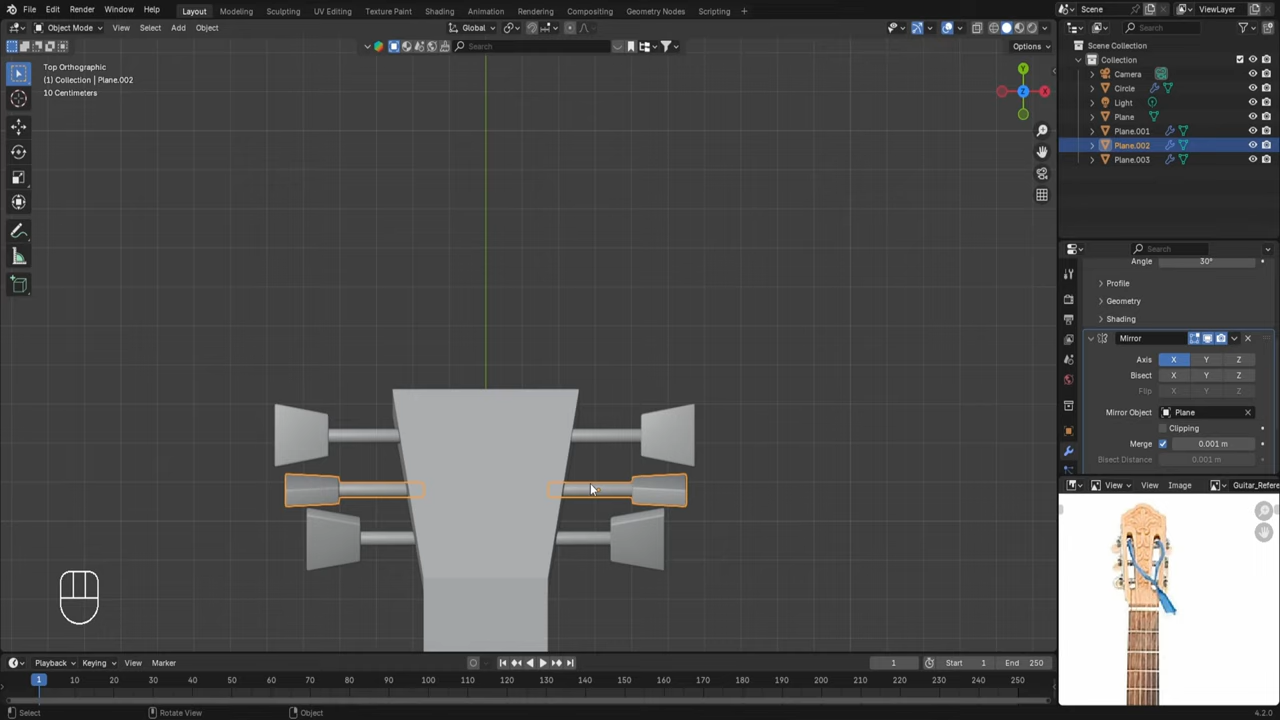 File Edit Render Window Help Layout Modeling Sculpting UV Editing Texture Paint Shading Animation Rendering Compositing Geometry Nodes Scripting Scene ViewLayer
Object Mode View Select Add Object Global Search
Search Options
Top Orthographic
(1) Collection | Plane.002
10 Centimeters
Y
Z
X
Scene Collection
Collection
Camera
Circle
Light
Plane
Plane.001
Plane.002
Plane.003
Search
Angle 30°
Profile
Geometry
Shading
Mirror
Axis X Y Z
Bisect X Y Z
Flip
Mirror Object Plane
Clipping
Merge 0.001 m
Bisect Distance 0.001 m
View View Image Guitar_Refere
Playback Keying View Marker 1 Start 1 End 250
1 10 20 30 40 50 60 70 80 90 100 110 120 130 140 150 160 170 180 190 200 210 220 230 240 250
Select Rotate View Object 4.2.0